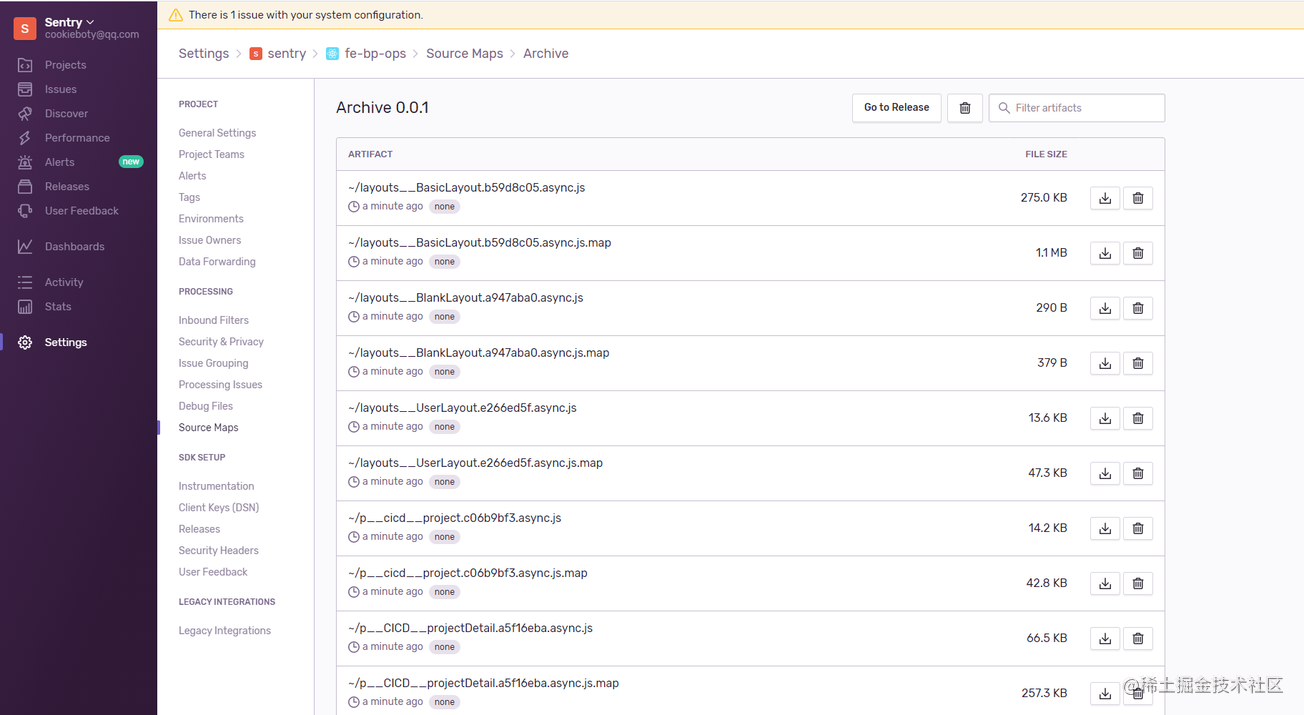 There is 1 issue with your system configuration.
S
Sentry
cookieboty@qq.com
Projects
Issues
Discover
Performance
Alerts
new
Releases
User Feedback
Dashboards
Activity
Stats
Settings
Settings > S sentry > fe-bp-ops > Source Maps > Archive
PROJECT
General Settings
Project Teams
Alerts
Tags
Environments
Issue Owners
Data Forwarding
PROCESSING
Inbound Filters
Security & Privacy
Issue Grouping
Processing Issues
Debug Files
Source Maps
SDK SETUP
Instrumentation
Client Keys (DSN)
Releases
Security Headers
User Feedback
LEGACY INTEGRATIONS
Legacy Integrations
Archive 0.0.1
Go to Release
Filter artifacts
ARTIFACT FILE SIZE
~/layouts__BasicLayout.b59d8c05.async.js
275.0 KB
a minute ago none
~/layouts__BasicLayout.b59d8c05.async.js.map
1.1 MB
a minute ago none
~/layouts__BlankLayout.a947aba0.async.js
290 B
a minute ago none
~/layouts__BlankLayout.a947aba0.async.js.map
379 B
a minute ago none
~/layouts__UserLayout.e266ed5f.async.js
13.6 KB
a minute ago none
~/layouts__UserLayout.e266ed5f.async.js.map
47.3 KB
a minute ago none
~/p__cicd__project.c06b9bf3.async.js
14.2 KB
a minute ago none
~/p__cicd__project.c06b9bf3.async.js.map
42.8 KB
a minute ago none
~/p__CICD__projectDetail.a5f16eba.async.js
66.5 KB
a minute ago none
~/p__CICD__projectDetail.a5f16eba.async.js.map
257.3 KB
a minute ago none
@稀土掘金技术社区